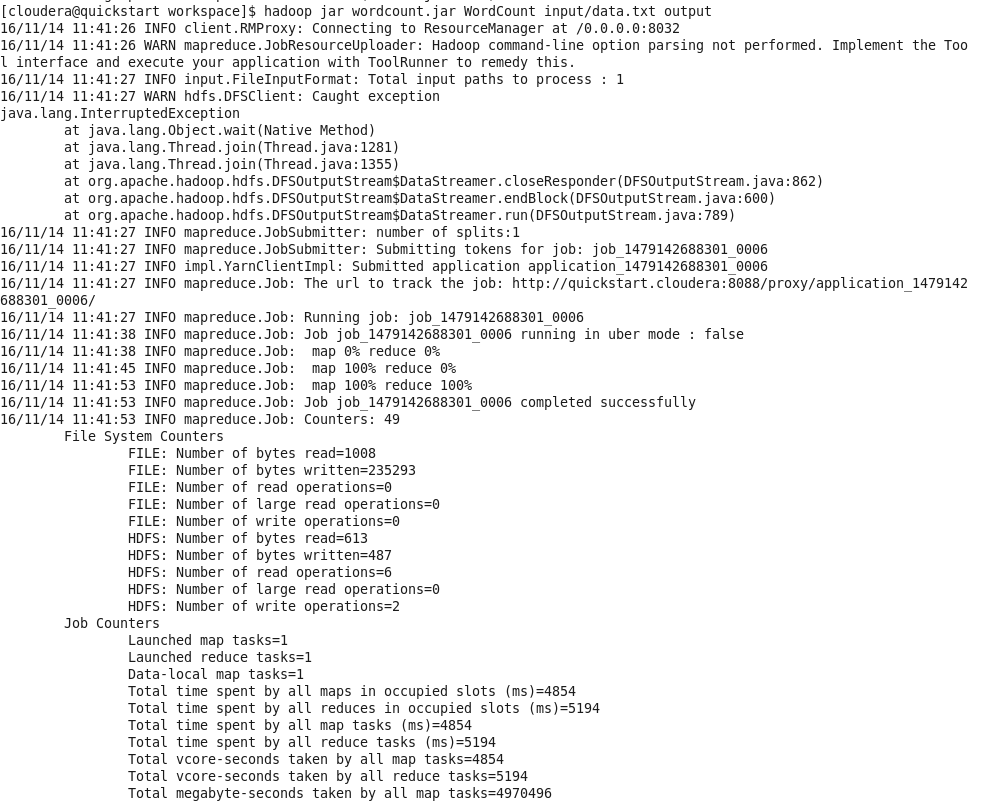 [cloudera@quickstart workspace]$ hadoop jar wordcount.jar WordCount input/data.txt output
16/11/14 11:41:26 INFO client.RMProxy: Connecting to ResourceManager at /0.0.0.0:8032
16/11/14 11:41:26 WARN mapreduce.JobResourceUploader: Hadoop command-line option parsing not performed. Implement the Too
l interface and execute your application with ToolRunner to remedy this.
16/11/14 11:41:27 INFO input.FileInputFormat: Total input paths to process : 1
16/11/14 11:41:27 WARN hdfs.DFSClient: Caught exception
java.lang.InterruptedException
        at java.lang.Object.wait(Native Method)
        at java.lang.Thread.join(Thread.java:1281)
        at java.lang.Thread.join(Thread.java:1355)
        at org.apache.hadoop.hdfs.DFSOutputStream$DataStreamer.closeResponder(DFSOutputStream.java:862)
        at org.apache.hadoop.hdfs.DFSOutputStream$DataStreamer.endBlock(DFSOutputStream.java:600)
        at org.apache.hadoop.hdfs.DFSOutputStream$DataStreamer.run(DFSOutputStream.java:789)
16/11/14 11:41:27 INFO mapreduce.JobSubmitter: number of splits:1
16/11/14 11:41:27 INFO mapreduce.JobSubmitter: Submitting tokens for job: job_1479142688301_0006
16/11/14 11:41:27 INFO impl.YarnClientImpl: Submitted application application_1479142688301_0006
16/11/14 11:41:27 INFO mapreduce.Job: The url to track the job: http://quickstart.cloudera:8088/proxy/application_1479142
688301_0006/
16/11/14 11:41:27 INFO mapreduce.Job: Running job: job_1479142688301_0006
16/11/14 11:41:38 INFO mapreduce.Job: Job job_1479142688301_0006 running in uber mode : false
16/11/14 11:41:38 INFO mapreduce.Job:  map 0% reduce 0%
16/11/14 11:41:45 INFO mapreduce.Job:  map 100% reduce 0%
16/11/14 11:41:53 INFO mapreduce.Job:  map 100% reduce 100%
16/11/14 11:41:53 INFO mapreduce.Job: Job job_1479142688301_0006 completed successfully
16/11/14 11:41:53 INFO mapreduce.Job: Counters: 49
        File System Counters
                FILE: Number of bytes read=1008
                FILE: Number of bytes written=235293
                FILE: Number of read operations=0
                FILE: Number of large read operations=0
                FILE: Number of write operations=0
                HDFS: Number of bytes read=613
                HDFS: Number of bytes written=487
                HDFS: Number of read operations=6
                HDFS: Number of large read operations=0
                HDFS: Number of write operations=2
        Job Counters
                Launched map tasks=1
                Launched reduce tasks=1
                Data-local map tasks=1
                Total time spent by all maps in occupied slots (ms)=4854
                Total time spent by all reduces in occupied slots (ms)=5194
                Total time spent by all map tasks (ms)=4854
                Total time spent by all reduce tasks (ms)=5194
                Total vcore-seconds taken by all map tasks=4854
                Total vcore-seconds taken by all reduce tasks=5194
                Total megabyte-seconds taken by all map tasks=4970496